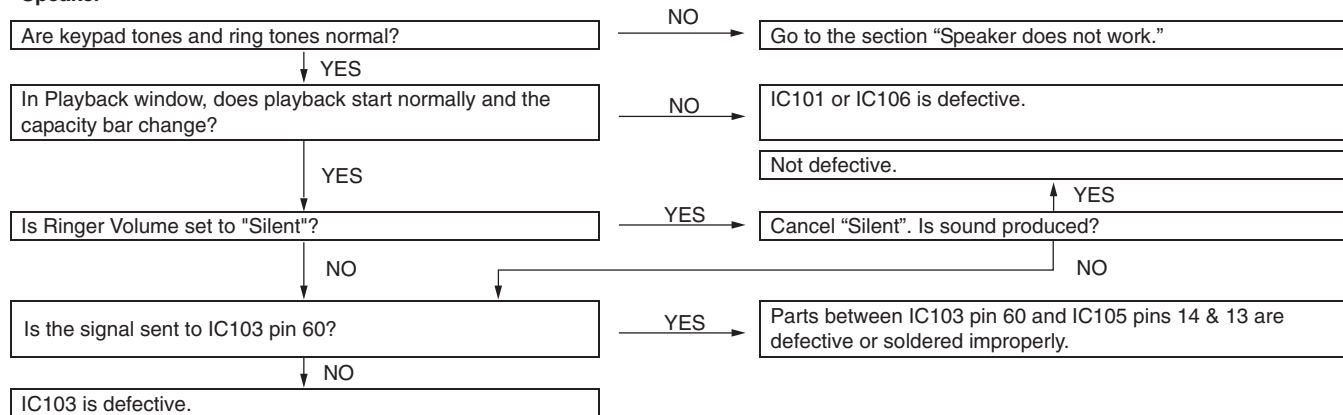 Speaker
NO
Are keypad tones and ring tones normal?
Go to the section “Speaker does not work.”
YES
In Playback window, does playback start normally and the
capacity bar change?
NO
IC101 or IC106 is defective.
Not defective.
YES
YES
Is Ringer Volume set to "Silent"?
YES
Cancel “Silent”. Is sound produced?
NO
NO
Is the signal sent to IC103 pin 60?
YES
Parts between IC103 pin 60 and IC105 pins 14 & 13 are
defective or soldered improperly.
NO
IC103 is defective.